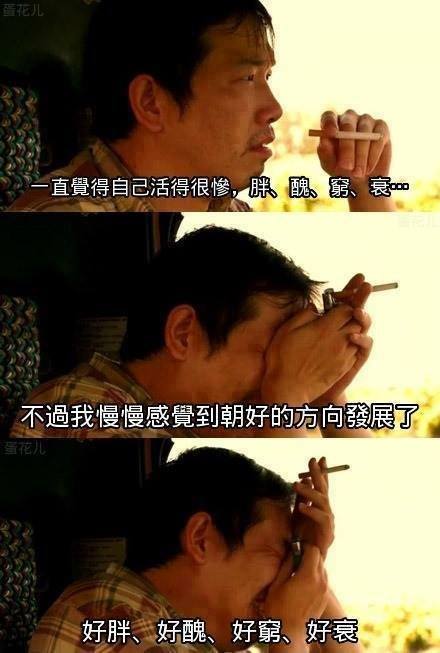 蛋花儿
一直覺得自己活得很慘，胖、醜、窮、衰…
蛋花儿
不過我慢慢感覺到朝好的方向發展了
蛋花儿
好胖、好醜、好窮、好衰